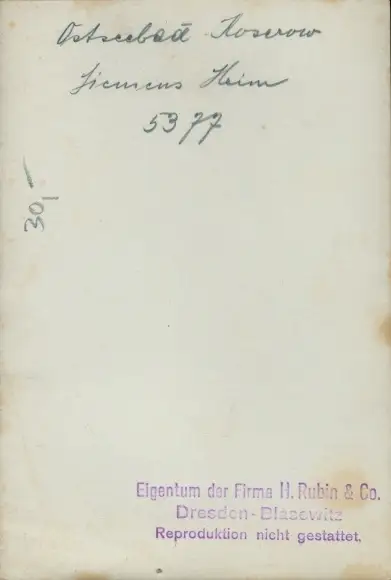 Ostseebad Koserow
Siemens Heim
5377
30,-
Eigentum der Firma H. Rubin & Co.
Dresden-Blasewitz
Reproduktion nicht gestattet.